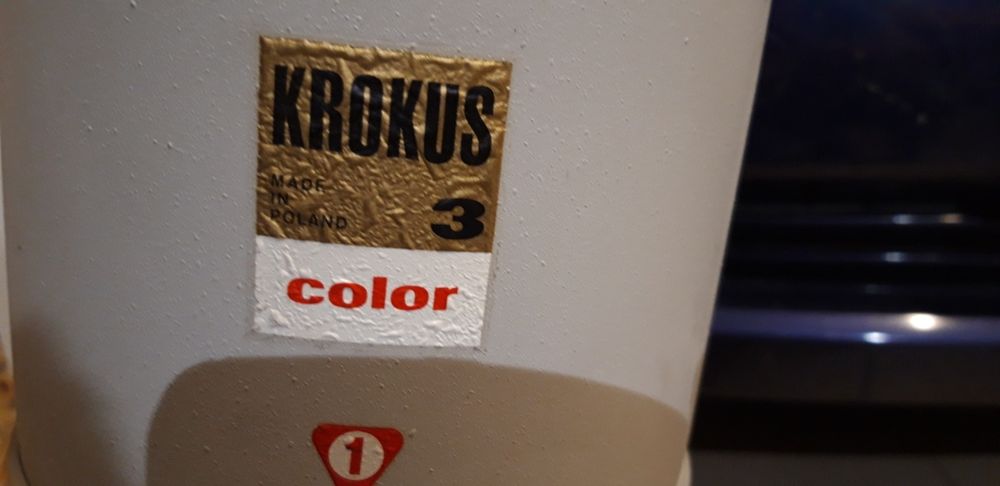 KROKUS
MADE
IN
POLAND
3
color
1